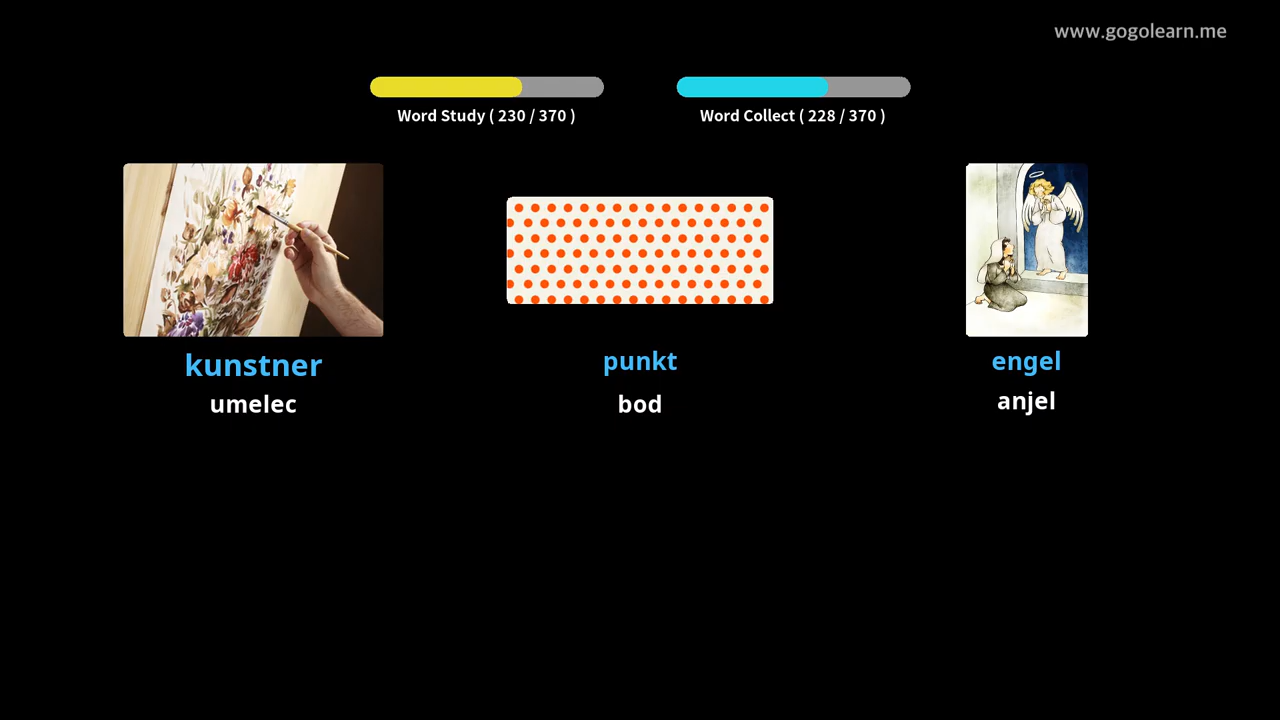 www.gogolearn.me
Word Study ( 230 / 370 )
Word Collect ( 228 / 370 )
kunstner
umelec
punkt
bod
engel
anjel